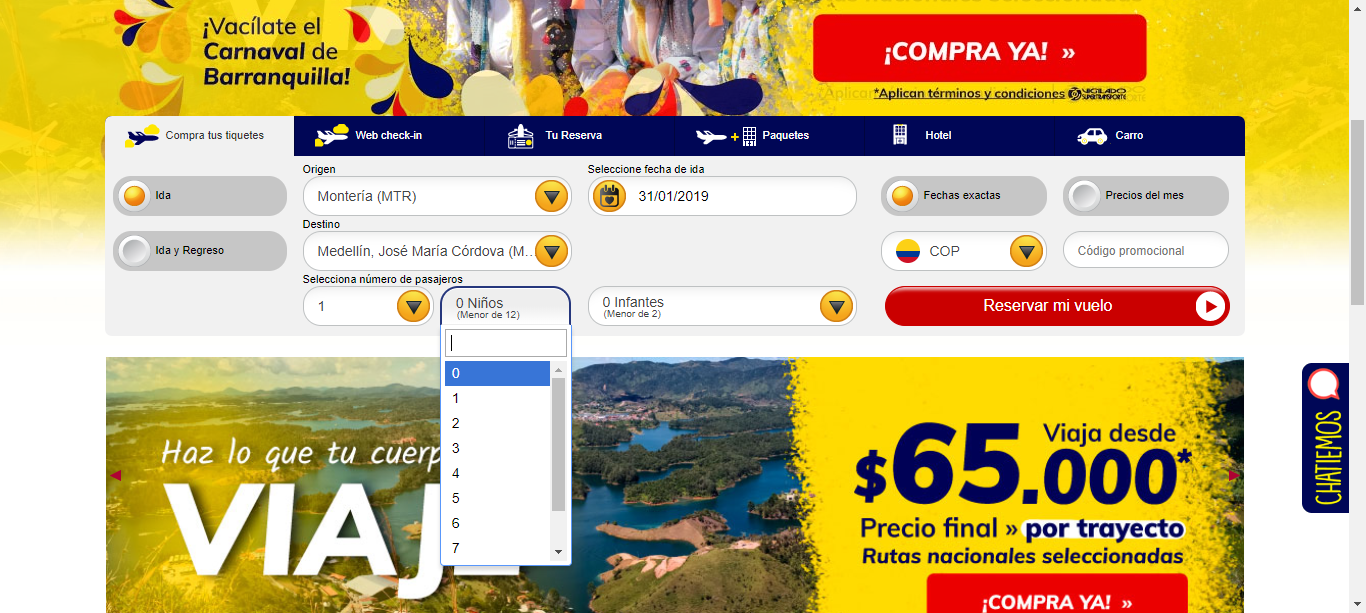 ¡Vacílate el
Carnaval de
Barranquilla!
¡COMPRA YA! »
*Aplican términos y condiciones
VIGILADO
SUPERTRANSPORTE
Compra tus tiquetes
Web check-in
Tu Reserva
Paquetes
Hotel
Carro
Origen
Seleccione fecha de ida
Ida
Montería (MTR)
31/01/2019
Fechas exactas
Precios del mes
Destino
Ida y Regreso
Medellín, José María Córdova (M...
COP
Código promocional
Selecciona número de pasajeros
1
0 Niños
(Menor de 12)
0 Infantes
(Menor de 2)
Reservar mi vuelo
0
1
2
3
4
5
6
7
Haz lo que tu cuerp
VIAJE
Viaja desde
$65.000*
Precio final » por trayecto
Rutas nacionales seleccionadas
¡COMPRA YA! »
CHATIEMOS